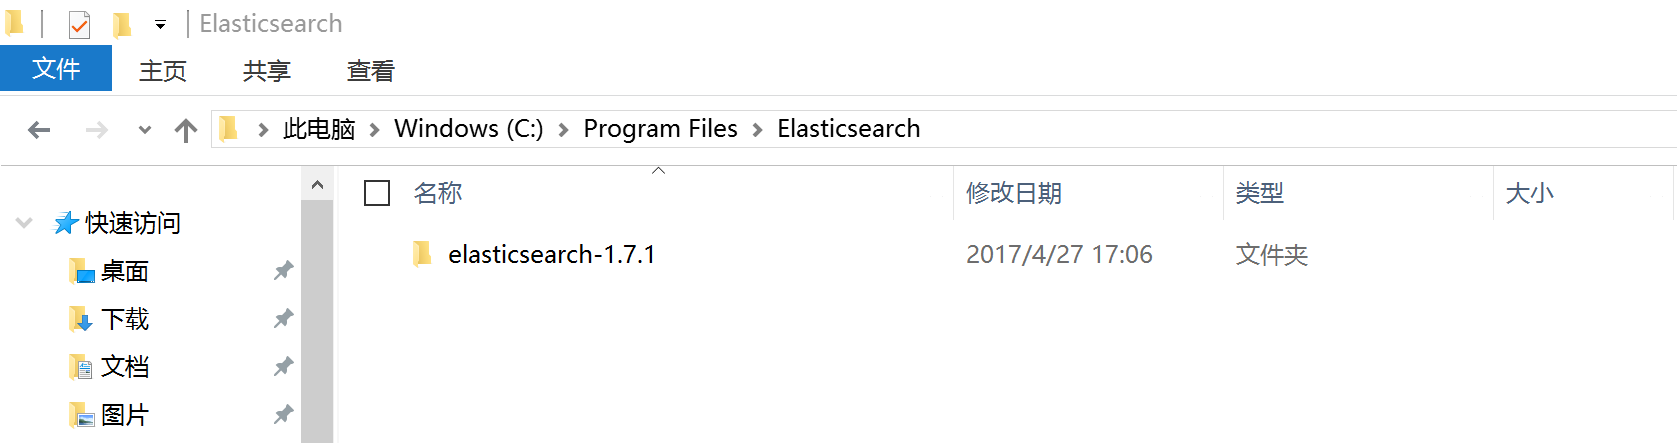 Elasticsearch
文件 主页 共享 查看
此电脑 Windows (C:) Program Files Elasticsearch
名称 修改日期 类型 大小
快速访问
elasticsearch-1.7.1 2017/4/27 17:06 文件夹
桌面
下载
文档
图片